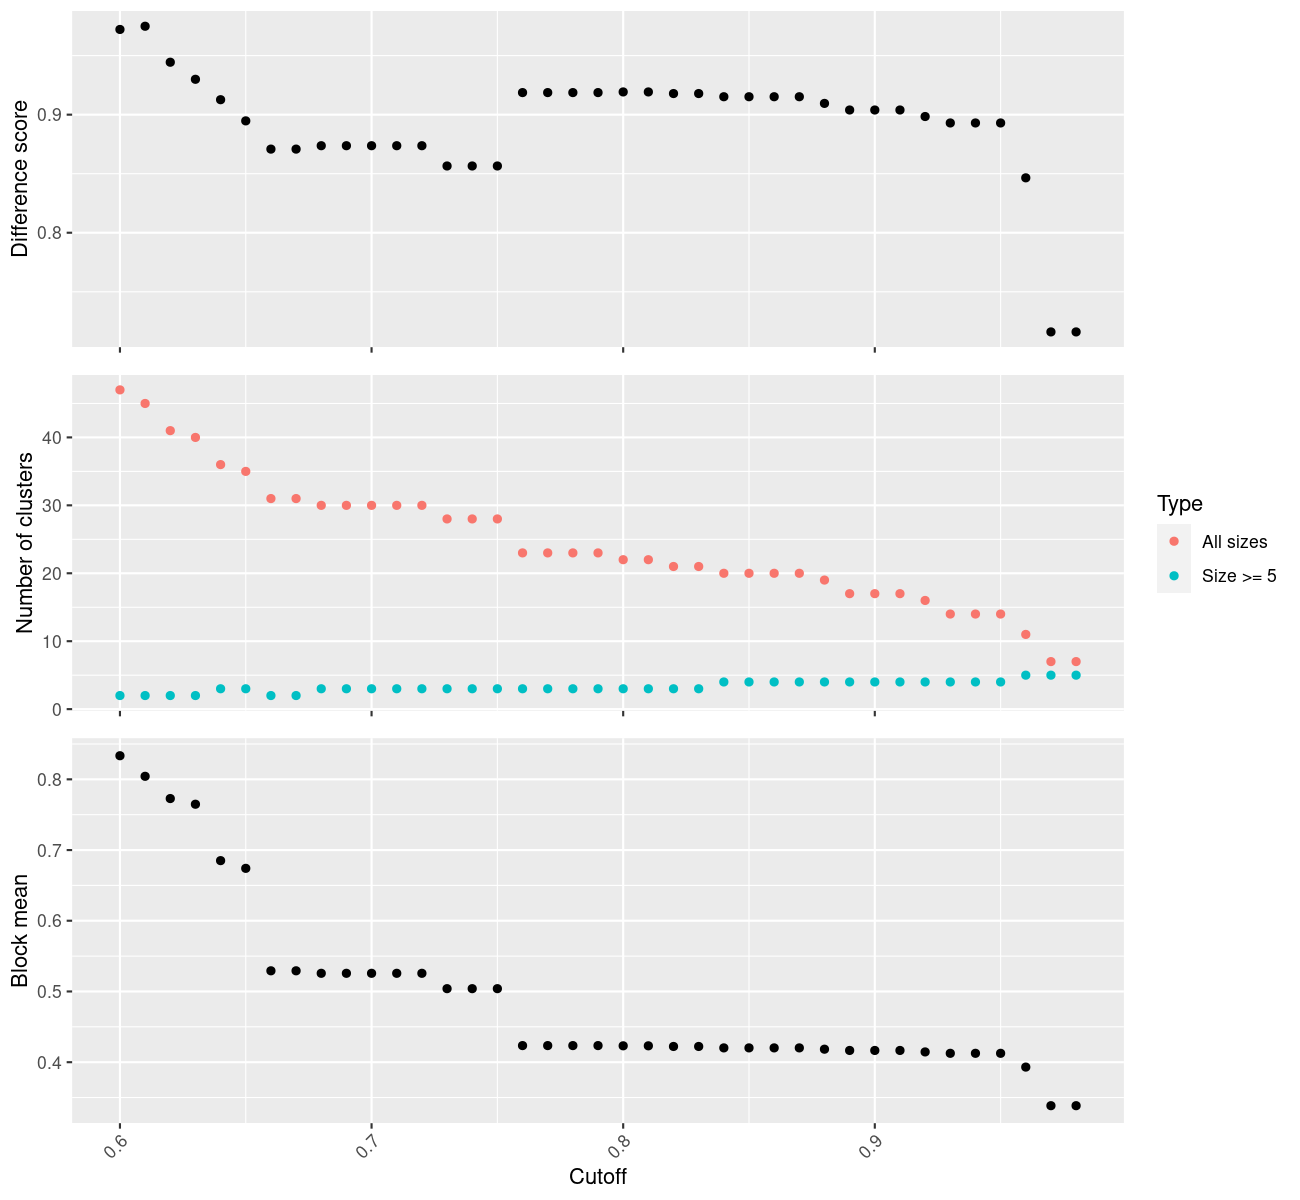 Difference score
0.9
0.8
Number of clusters
40
30
20
10
0
Type
All sizes
Size >= 5
Block mean
0.8
0.7
0.6
0.5
0.4
0.6 0.7 0.8 0.9
Cutoff